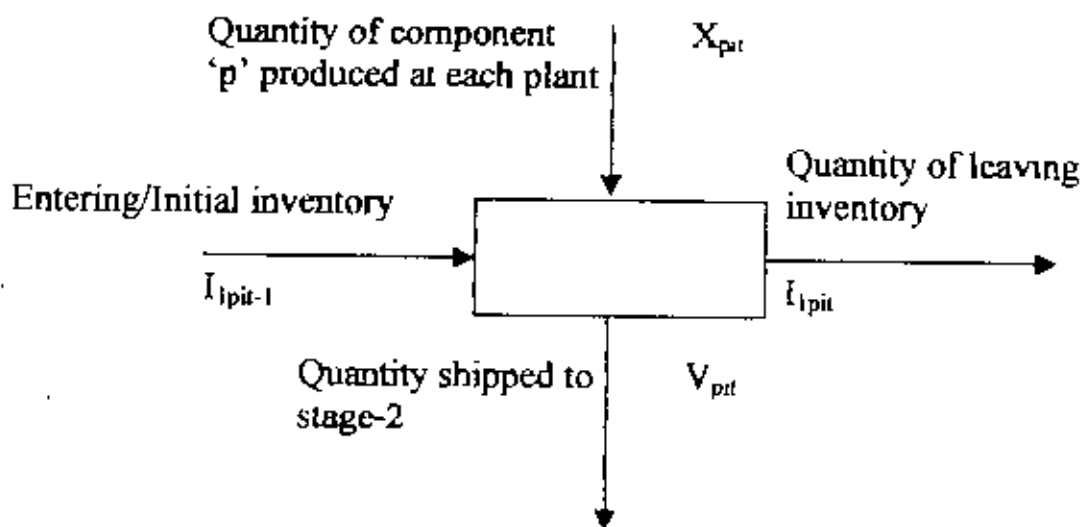 Quantity of component
'p' produced at each plant
X_pit
Entering/Initial inventory
Quantity of leaving
inventory
I_1pit-1
I_1pit
Quantity shipped to
stage-2
V_pit